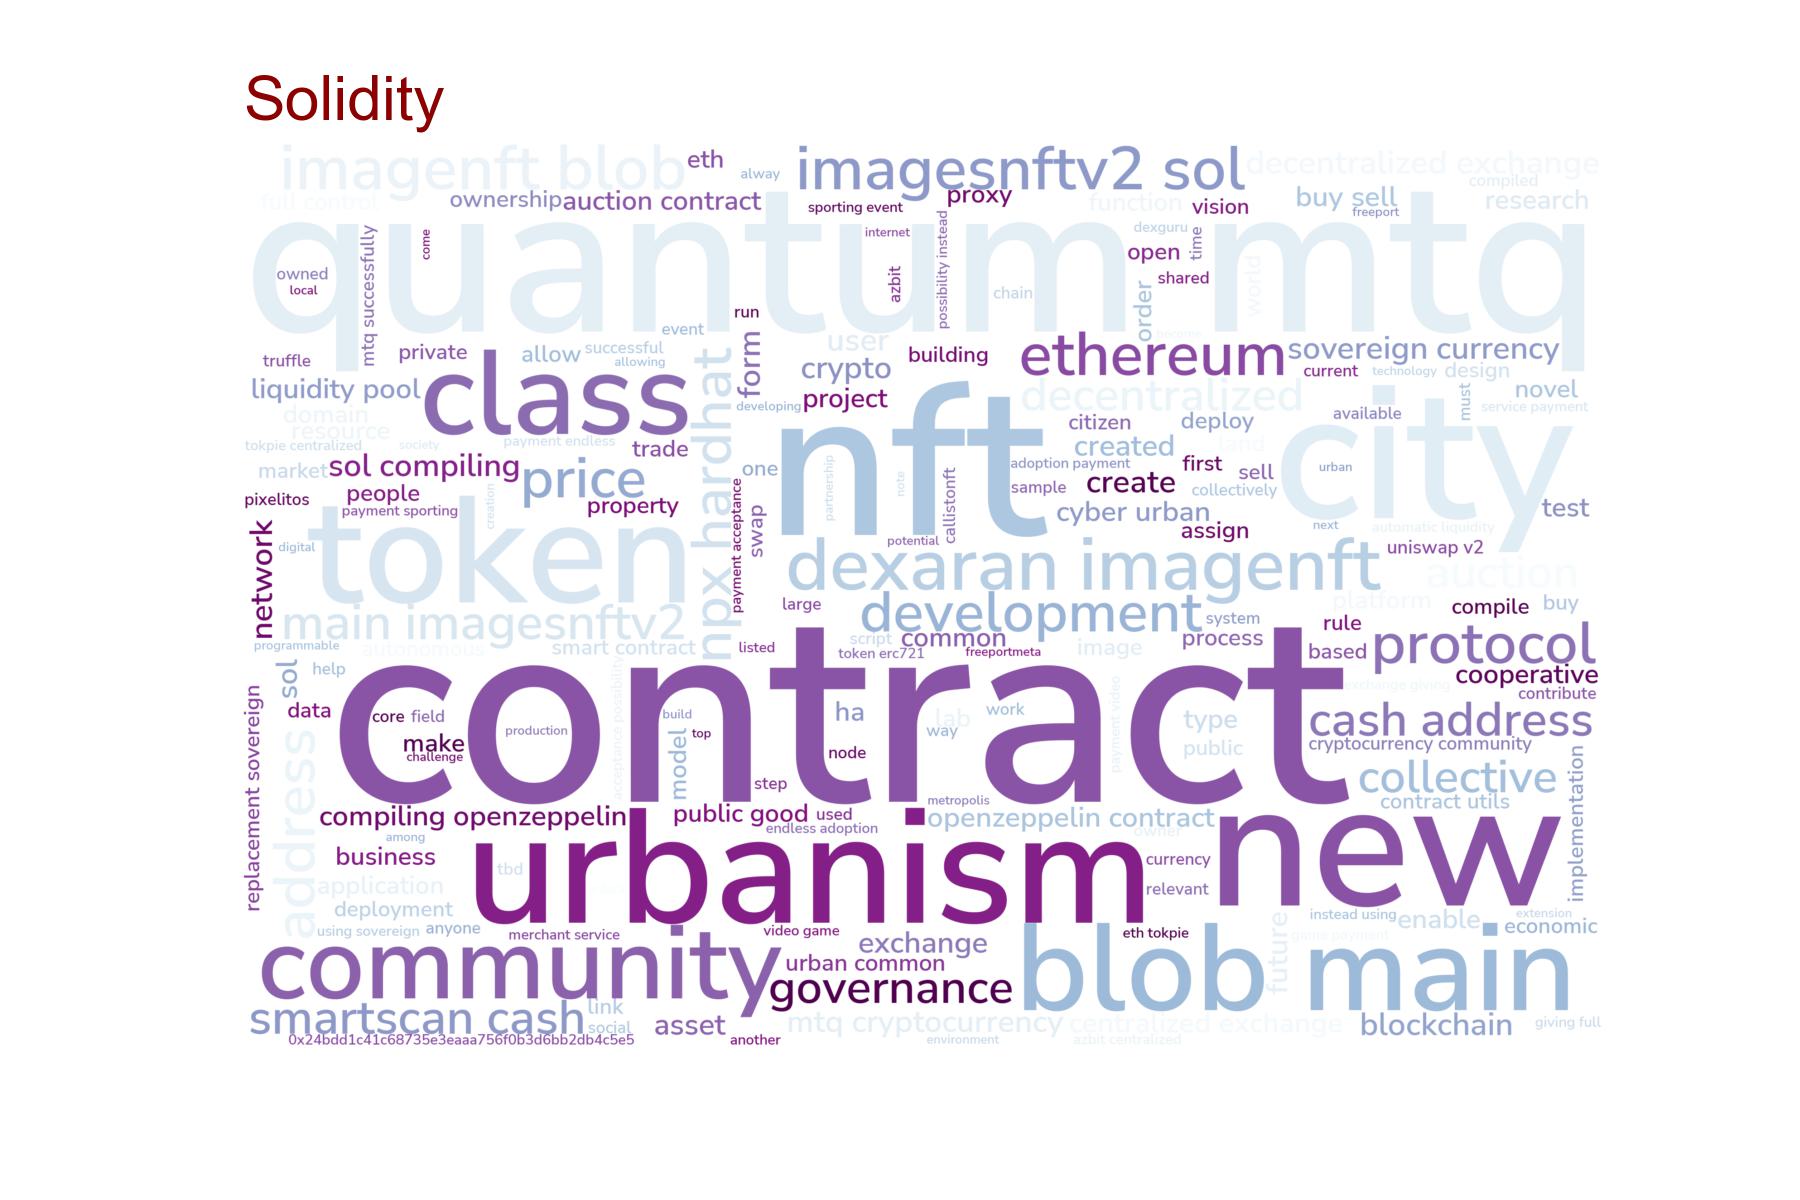 Solidity
imagenft blob
eth
alway
imagesnftv2 sol
decentralized exchange
compiled
full control
ownership
auction contract
sporting event
proxy
function
vision
buy sell
freeport
research
quantum mtq
internet
dexguru
time
come
mtq successfully
owned
local
azbit
possibility instead
open
shared
world
chain
order
run
event
become
truffle
private
allow
successful
allowing
form
user
crypto
building
ethereum
sovereign currency
current
technology
design
liquidity pool
class
npx hardhat
developing
project
decentralized
novel
must
service payment
domain
resource
nft
citizen
deploy
available
city
tokpie centralized
society
payment endless
trade
created
land
market
sol compiling
price
one
partnership
note
callistonft
adoption payment
first
sell
urban
pixelitos
people
payment sporting
creation
property
payment acceptance
swap
sample
create
collectively
cyber urban
assign
next
automatic liquidity
test
network
digital
token
potential
uniswap v2
dexaran imagenft
auction
main imagesnftv2
large
development
system
platform
compile
buy
rule
programmable
autonomous
smart contract
listed
script
common
token erc721
freeportmeta
image
process
based
protocol
sol
help
acceptance possibility
contract
exchange giving
cooperative
contribute
replacement sovereign
data
core
field
build
ha
lab
work
way
payment video
type
public
cash address
cryptocurrency community
address
make
challenge
production
model
top
node
step
collective
contract utils
implementation
compiling openzeppelin
public good
used
endless adoption
metropolis
openzeppelin contract
owner
new
among
business
urbanism
currency
relevant
tbd
application
deployment
using sovereign
anyone
merchant service
video game
eth tokpie
future
instead using
game payment
enable
extension
economic
community
exchange
urban common
governance
blob main
smartscan cash
link
social
asset
another
mtq cryptocurrency
environment
centralized exchange
azbit centralized
blockchain
giving full
0x24bdd1c41c68735e3eaaa756f0b3d6bb2db4c5e5